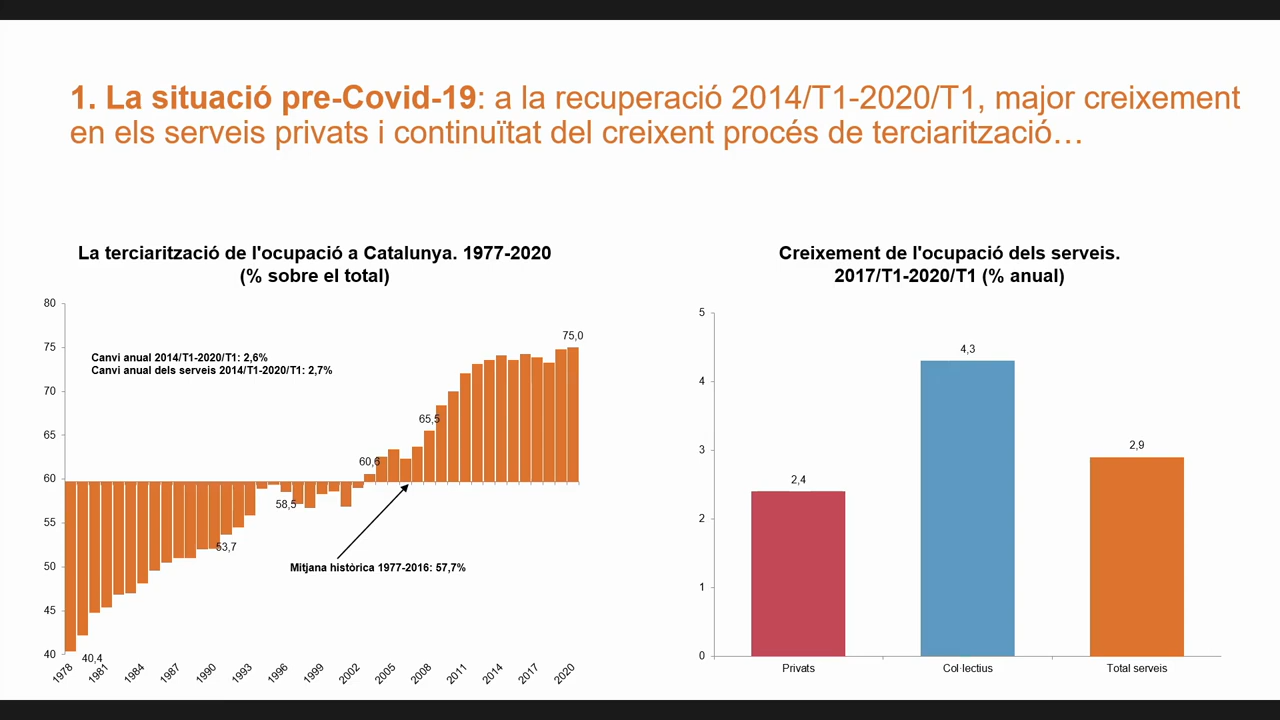 1. La situació pre-Covid-19: a la recuperació 2014/T1-2020/T1, major creixement
en els serveis privats i continuïtat del creixent procés de terciarització…
La terciarització de l'ocupació a Catalunya. 1977-2020
(% sobre el total)
80
75
70
65
60
55
50
45
40
Canvi anual 2014/T1-2020/T1: 2,6%
Canvi anual dels serveis 2014/T1-2020/T1: 2,7%
75,0
65,5
60,6
58,5
53,7
40,4
Mitjana històrica 1977-2016: 57,7%
1978 1981 1984 1987 1990 1993 1996 1999 2002 2005 2008 2011 2014 2017 2020
Creixement de l'ocupació dels serveis.
2017/T1-2020/T1 (% anual)
5
4
3
2
1
0
2,4
4,3
2,9
Privats Col·lectius Total serveis